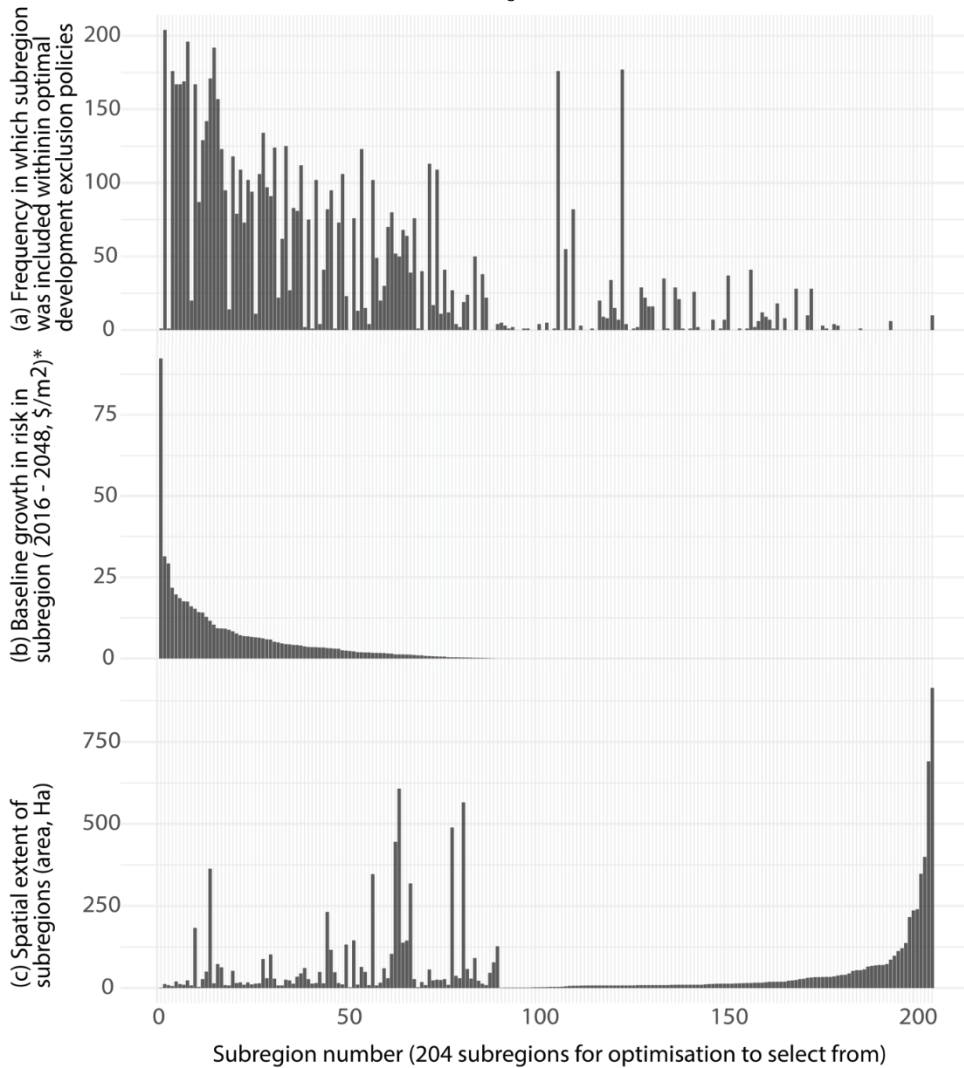 (a) Frequency in which subregion
was included withinin optimal
development exclusion policies
200
150
100
50
0
(b) Baseline growth in risk in
subregion ( 2016 - 2048, $/m2)*
75
50
25
0
(c) Spatial extent of
subregions (area, Ha)
750
500
250
0
0 50 100 150 200
Subregion number (204 subregions for optimisation to select from)